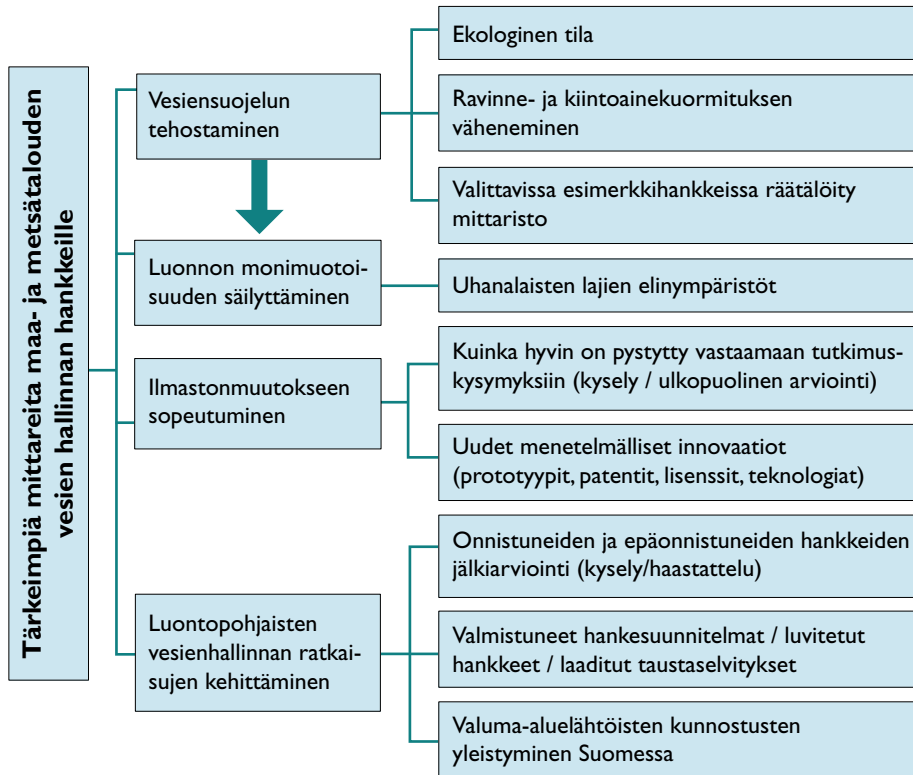 Tärkeimpiä mittareita maa- ja metsätalouden
vesien hallinnan hankkeille
Vesiensuojelun
tehostaminen
Ekologinen tila
Ravinne- ja kiintoainekuormituksen
väheneminen
Valittavissa esimerkkihankkeissa räätälöity
mittaristo
Luonnon monimuotoi-
suuden säilyttäminen
Uhanalaisten lajien elinympäristöt
Ilmastonmuutokseen
sopeutuminen
Kuinka hyvin on pystytty vastaamaan tutkimus-
kysymyksiin (kysely / ulkopuolinen arviointi)
Uudet menetelmälliset innovaatiot
(prototyypit, patentit, lisenssit, teknologiat)
Luontopohjaisten
vesienhallinnan ratkai-
sujen kehittäminen
Onnistuneiden ja epäonnistuneiden hankkeiden
jälkiarviointi (kysely/haastattelu)
Valmistuneet hankesuunnitelmat / luvitetut
hankkeet / laaditut taustaselvitykset
Valuma-aluelähtöisten kunnostusten
yleistyminen Suomessa